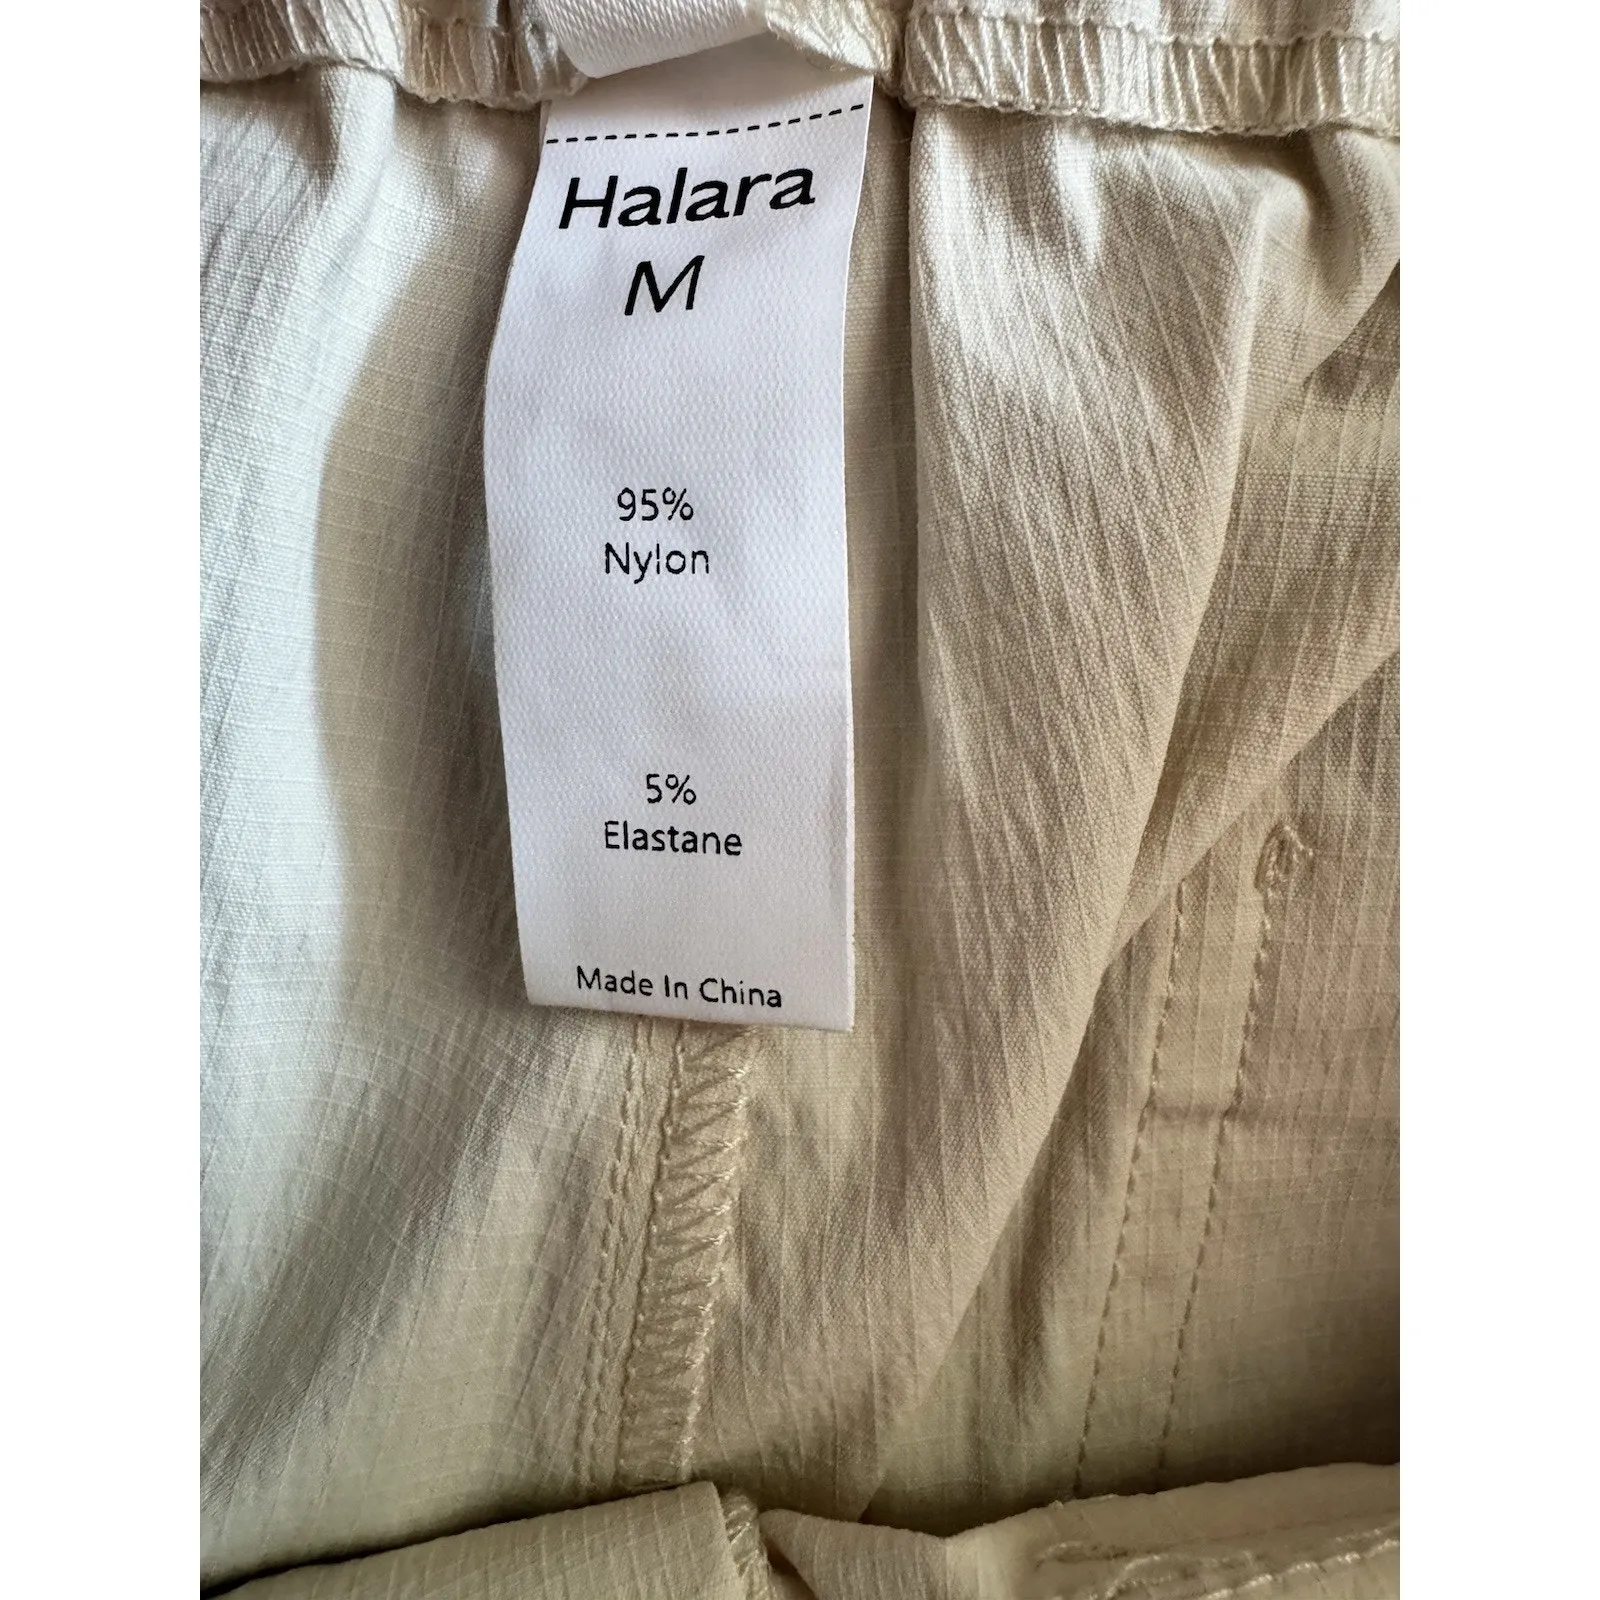 Halara
M
95%
Nylon
5%
Elastane
Made In China